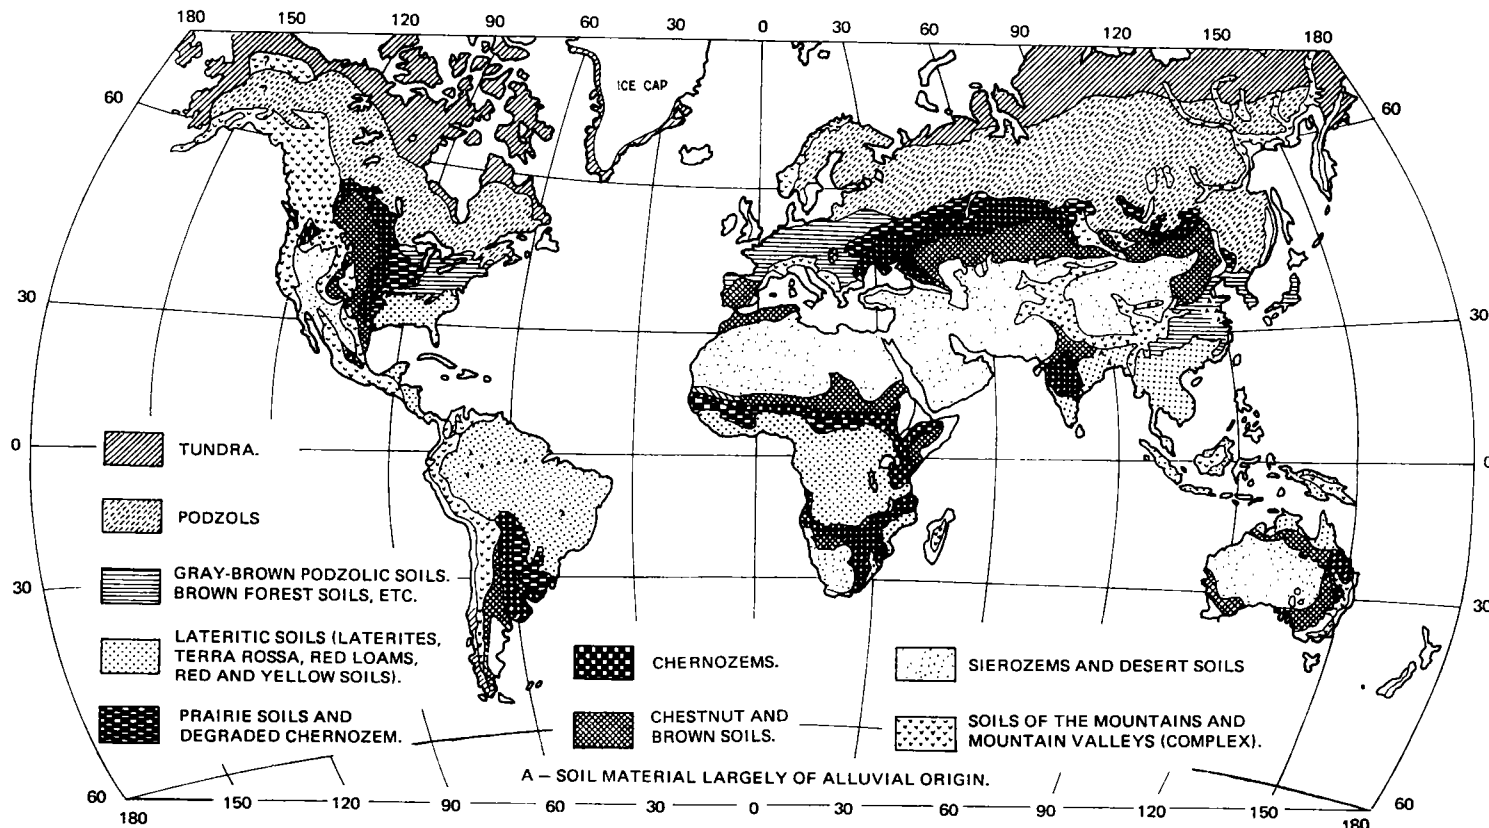 180 150 120 90 60 30 0 30 60 90 120 150 180
60 60
ICE CAP
30 30
0 0
30 30
TUNDRA.
PODZOLS
GRAY-BROWN PODZOLIC SOILS.
BROWN FOREST SOILS, ETC.
LATERITIC SOILS (LATERITES,
TERRA ROSSA, RED LOAMS,
RED AND YELLOW SOILS).
PRAIRIE SOILS AND
DEGRADED CHERNOZEM.
CHERNOZEMS.
CHESTNUT AND
BROWN SOILS.
SIEROZEMS AND DESERT SOILS
SOILS OF THE MOUNTAINS AND
MOUNTAIN VALLEYS (COMPLEX).
A – SOIL MATERIAL LARGELY OF ALLUVIAL ORIGIN.
60 60
180 150 120 90 60 30 0 30 60 90 120 150 180